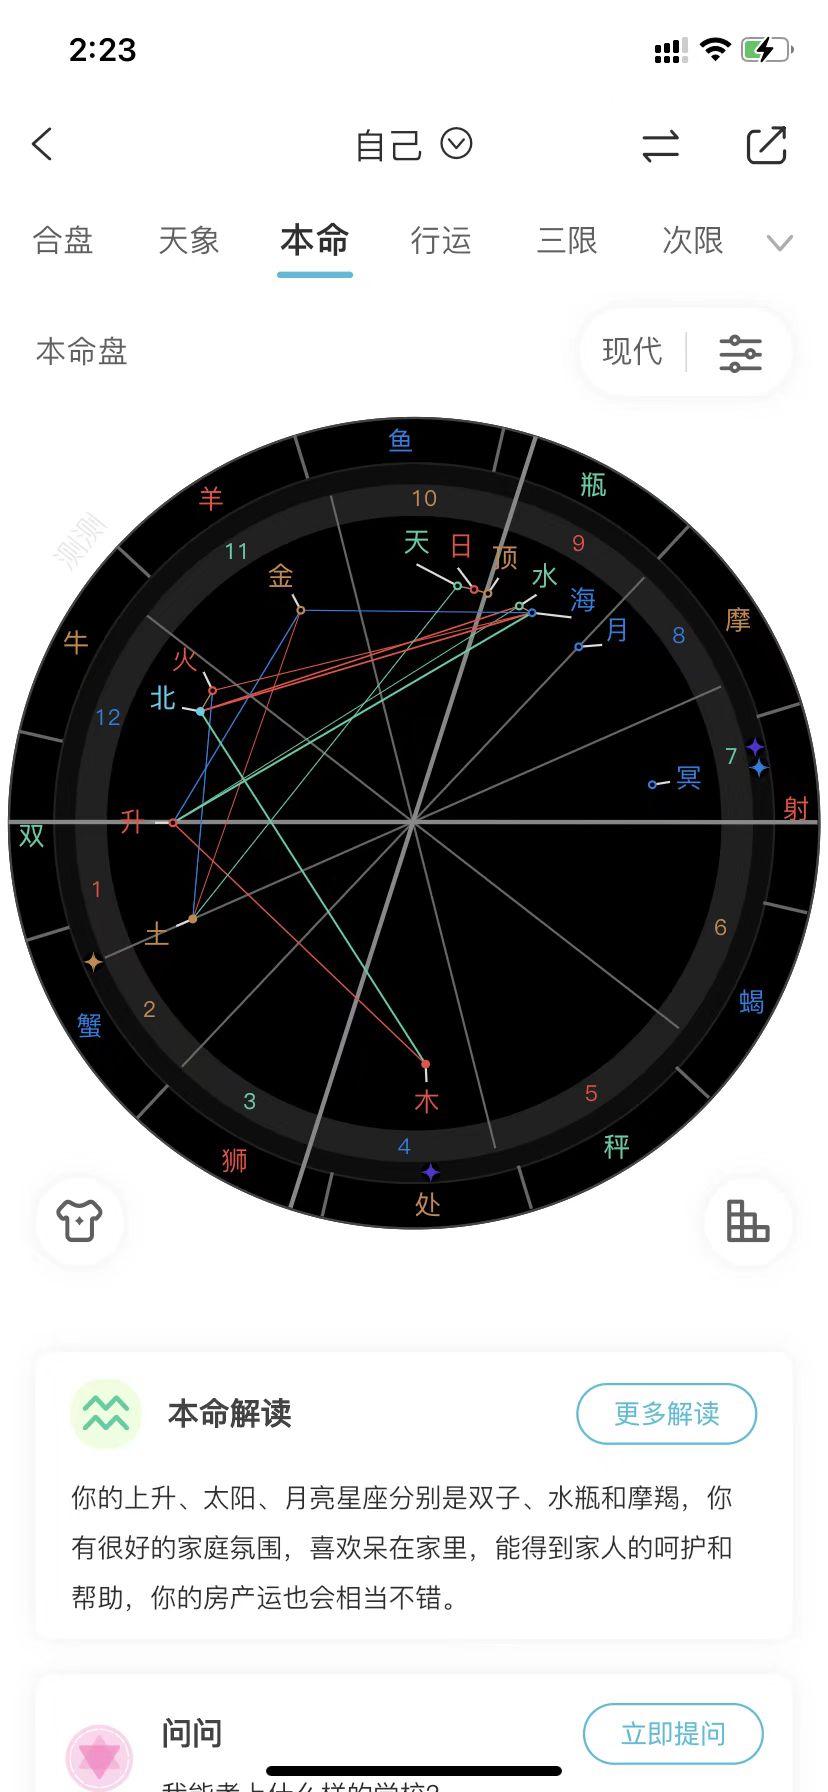 2:23
自己
合盘 天象 本命 行运 三限 次限
本命盘
现代
鱼
瓶
羊
10
测测
11
9
天 日 顶
金 水
海
摩
月 8
牛
火
北
12
7
冥
射
升
双
1
土
6
蟹
2
蝎
3
5
木
4
狮
秤
处
本命解读
更多解读
你的上升、太阳、月亮星座分别是双子、水瓶和摩羯，你
有很好的家庭氛围，喜欢呆在家里，能得到家人的呵护和
帮助，你的房产运也会相当不错。
问问
立即提问
我能考上什么样的学校?